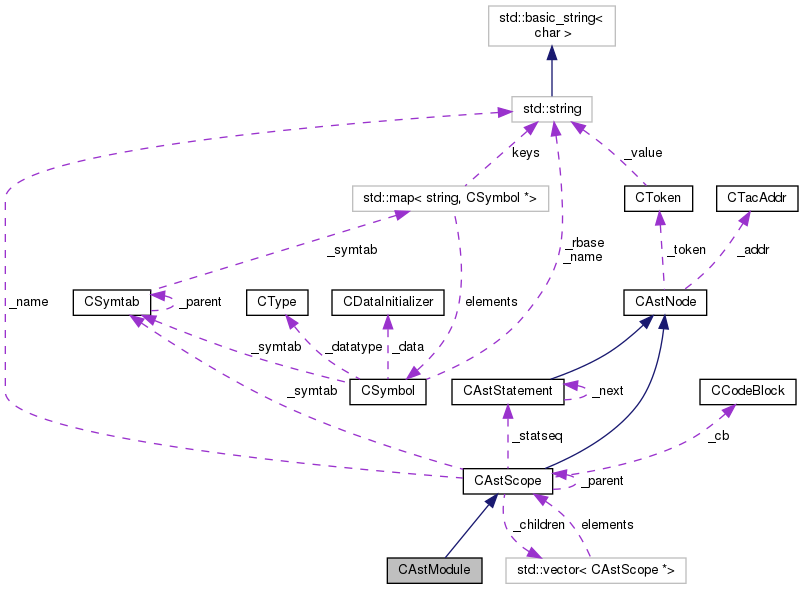 std::basic_string<
char >
std::string
_value
keys
std::map< string, CSymbol *>
CToken
CTacAddr
_rbase
_name
_symtab
_token
_addr
_name
CSymtab
_parent
CType
CDataInitializer
elements
CAstNode
_symtab
_datatype
_data
_symtab
CSymbol
CAstStatement
_next
CCodeBlock
_statseq
_cb
CAstScope
_parent
_children
elements
CAstModule
std::vector< CAstScope *>